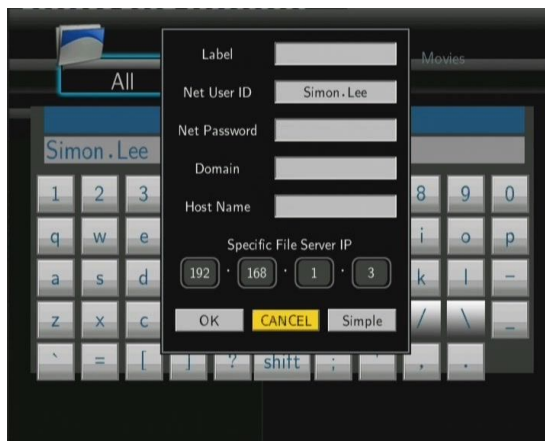 Movies
All
Label
Net User ID Simon.Lee
Net Password
Domain
Host Name
Specific File Server IP
192 . 168 . 1 . 3
OK CANCEL Simple
Simon.Lee
1 2 3 8 9 0
q w e i o p
a s d k l -
z x c / \ _
` = [ ] ? shift ; ' , .